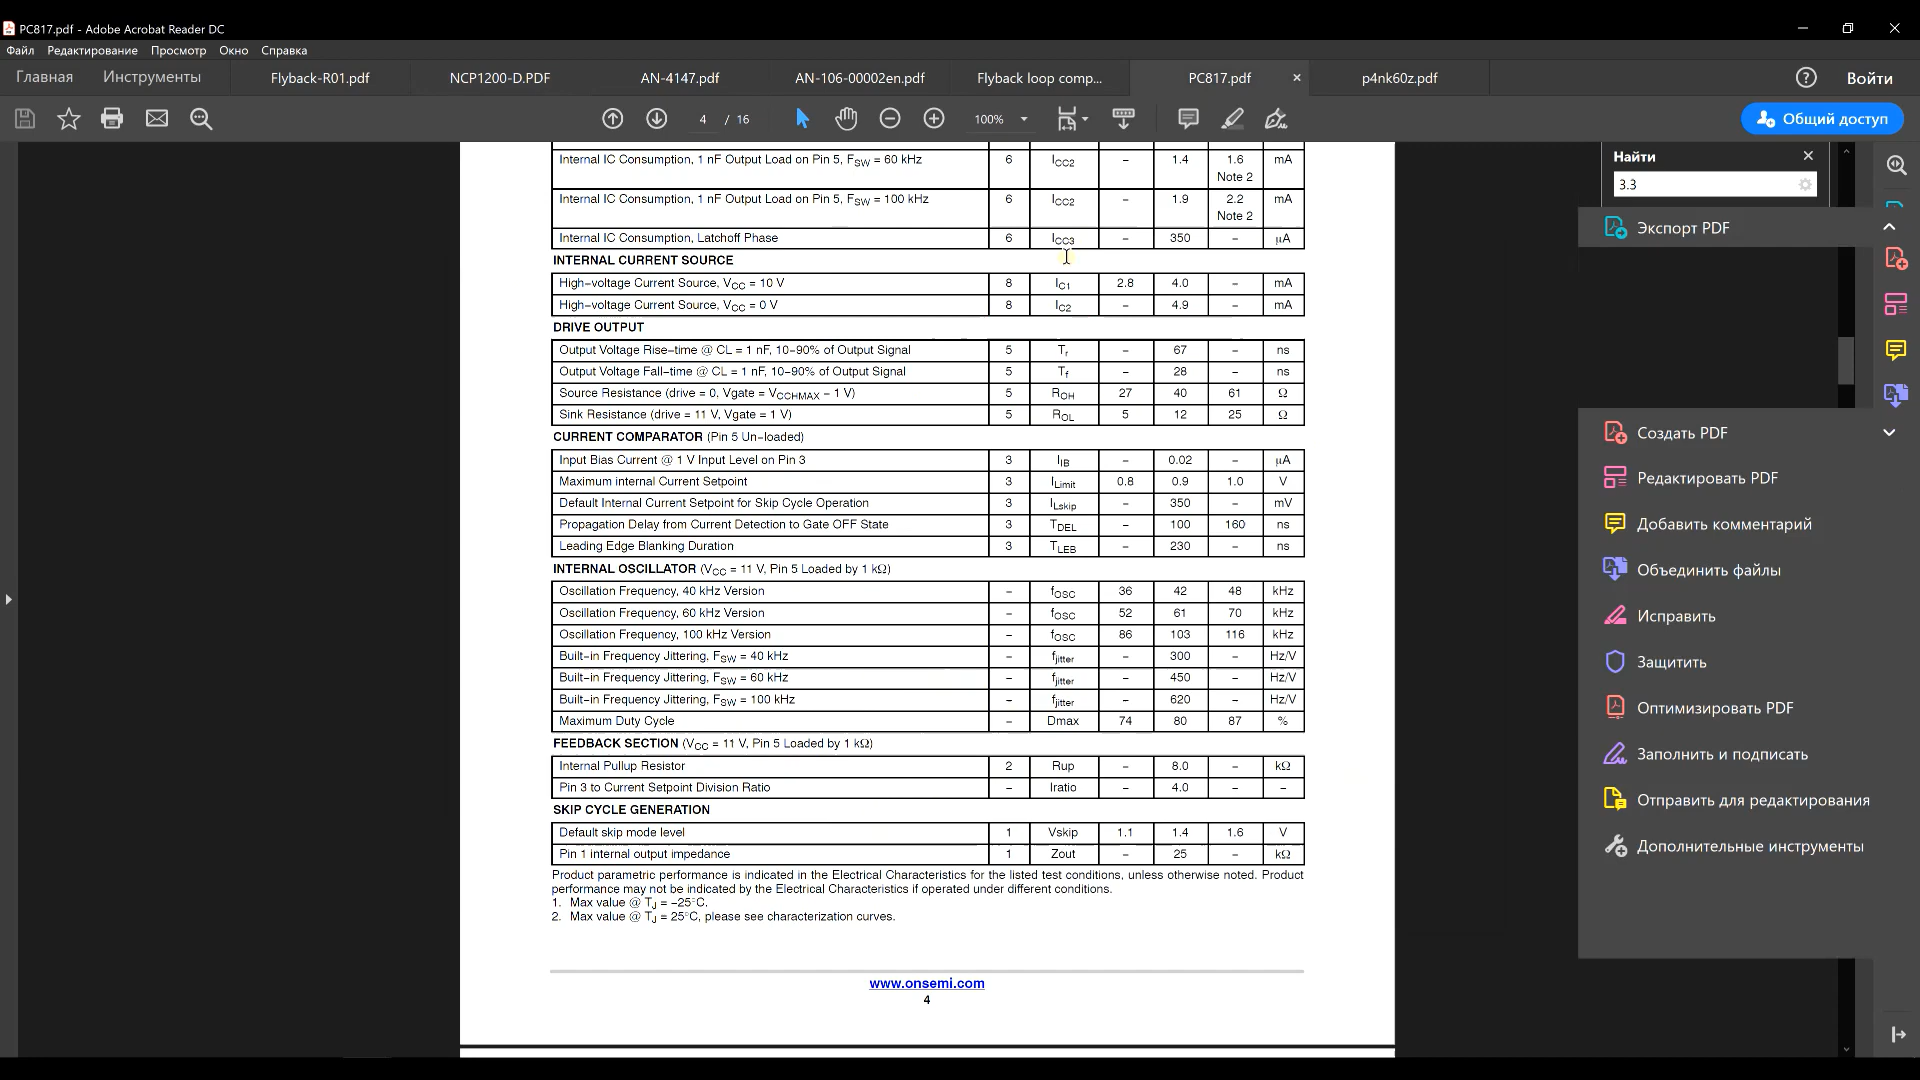 PC817.pdf - Adobe Acrobat Reader DC
Файл Редактирование Просмотр Окно Справка
Главная Инструменты Flyback-R01.pdf NCP1200-D.PDF AN-4147.pdf AN-106-00002en.pdf Flyback loop comp... PC817.pdf × p4nk60z.pdf ? Войти
4 / 16 100% Общий доступ
Найти
3.3
Экспорт PDF
Создать PDF
Редактировать PDF
Добавить комментарий
Объединить файлы
Исправить
Защитить
Оптимизировать PDF
Заполнить и подписать
Отправить для редактирования
Дополнительные инструменты
Internal IC Consumption, 1 nF Output Load on Pin 5, FSW = 60 kHz 6 ICC2 – 1.4 1.6 Note 2 mA
Internal IC Consumption, 1 nF Output Load on Pin 5, FSW = 100 kHz 6 ICC2 – 1.9 2.2 Note 2 mA
Internal IC Consumption, Latchoff Phase 6 ICC3 – 350 – μA
INTERNAL CURRENT SOURCE
High–voltage Current Source, VCC = 10 V 8 IC1 2.8 4.0 – mA
High–voltage Current Source, VCC = 0 V 8 IC2 – 4.9 – mA
DRIVE OUTPUT
Output Voltage Rise–time @ CL = 1 nF, 10–90% of Output Signal 5 Tr – 67 – ns
Output Voltage Fall–time @ CL = 1 nF, 10–90% of Output Signal 5 Tf – 28 – ns
Source Resistance (drive = 0, Vgate = VCCHMAX – 1 V) 5 ROH 27 40 61 Ω
Sink Resistance (drive = 11 V, Vgate = 1 V) 5 ROL 5 12 25 Ω
CURRENT COMPARATOR (Pin 5 Un–loaded)
Input Bias Current @ 1 V Input Level on Pin 3 3 IIB – 0.02 – μA
Maximum internal Current Setpoint 3 ILimit 0.8 0.9 1.0 V
Default Internal Current Setpoint for Skip Cycle Operation 3 ILskip – 350 – mV
Propagation Delay from Current Detection to Gate OFF State 3 TDEL – 100 160 ns
Leading Edge Blanking Duration 3 TLEB – 230 – ns
INTERNAL OSCILLATOR (VCC = 11 V, Pin 5 Loaded by 1 kΩ)
Oscillation Frequency, 40 kHz Version – fOSC 36 42 48 kHz
Oscillation Frequency, 60 kHz Version – fOSC 52 61 70 kHz
Oscillation Frequency, 100 kHz Version – fOSC 86 103 116 kHz
Built–in Frequency Jittering, FSW = 40 kHz – fjitter – 300 – Hz/V
Built–in Frequency Jittering, FSW = 60 kHz – fjitter – 450 – Hz/V
Built–in Frequency Jittering, FSW = 100 kHz – fjitter – 620 – Hz/V
Maximum Duty Cycle – Dmax 74 80 87 %
FEEDBACK SECTION (VCC = 11 V, Pin 5 Loaded by 1 kΩ)
Internal Pullup Resistor 2 Rup – 8.0 – kΩ
Pin 3 to Current Setpoint Division Ratio – Iratio – 4.0 – –
SKIP CYCLE GENERATION
Default skip mode level 1 Vskip 1.1 1.4 1.6 V
Pin 1 internal output impedance 1 Zout – 25 – kΩ
Product parametric performance is indicated in the Electrical Characteristics for the listed test conditions, unless otherwise noted. Product
performance may not be indicated by the Electrical Characteristics if operated under different conditions.
1. Max value @ TJ = –25°C.
2. Max value @ TJ = 25°C, please see characterization curves.
www.onsemi.com
4